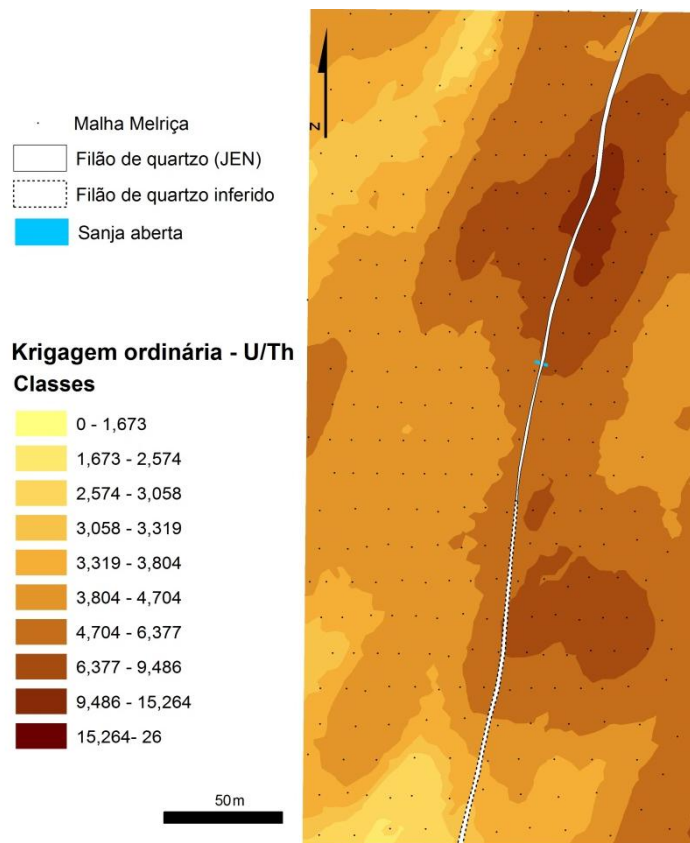 N
Malha Melriça
Filão de quartzo (JEN)
Filão de quartzo inferido
Sanja aberta
Krigagem ordinária - U/Th
Classes
0 - 1,673
1,673 - 2,574
2,574 - 3,058
3,058 - 3,319
3,319 - 3,804
3,804 - 4,704
4,704 - 6,377
6,377 - 9,486
9,486 - 15,264
15,264- 26
50m